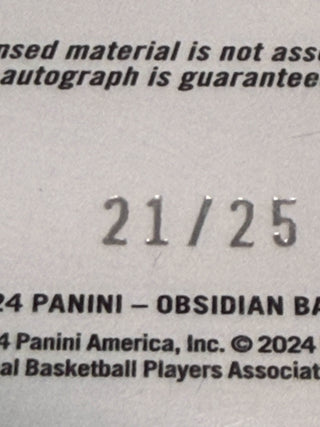 nsed material is not asso
autograph is guarantee
21/25
24 PANINI – OBSIDIAN BA
4 Panini America, Inc. © 2024
al Basketball Players Associat